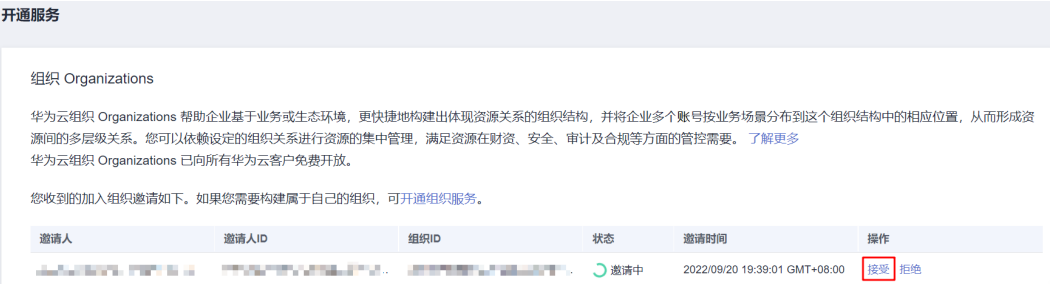 开通服务
组织 Organizations
华为云组织 Organizations 帮助企业基于业务或生态环境，更快捷地构建出体现资源关系的组织结构，并将企业多个账号按业务场景分布到这个组织结构中的相应位置，从而形成资
源间的多层级关系。您可以依赖设定的组织关系进行资源的集中管理，满足资源在财资、安全、审计及合规等方面的管控需要。 了解更多
华为云组织 Organizations 已向所有华为云客户免费开放。
您收到的加入组织邀请如下。如果您需要构建属于自己的组织，可开通组织服务。
邀请人 邀请人ID 组织ID 状态 邀请时间 操作
邀请中 2022/09/20 19:39:01 GMT+08:00 接受 拒绝